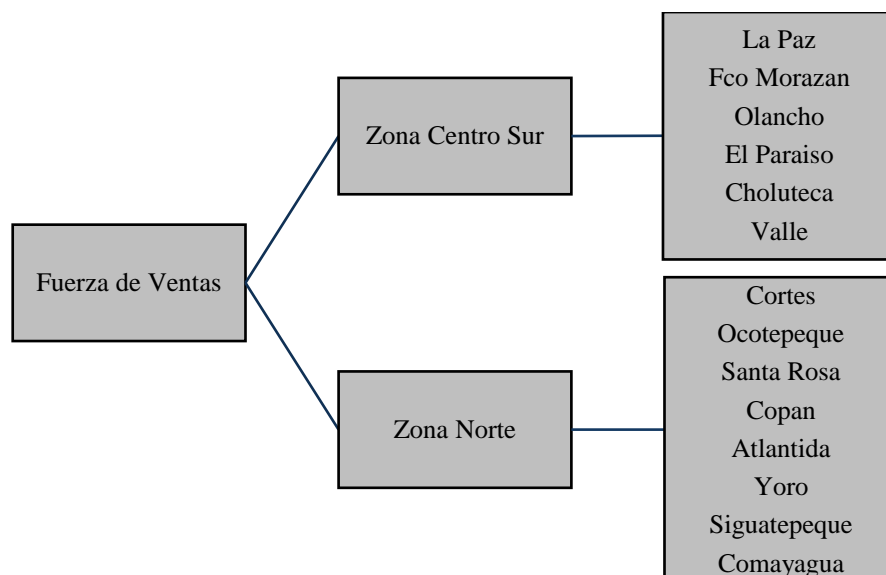 Fuerza de Ventas
Zona Centro Sur
La Paz
Fco Morazan
Olancho
El Paraiso
Choluteca
Valle
Zona Norte
Cortes
Ocotepeque
Santa Rosa
Copan
Atlantida
Yoro
Siguatepeque
Comayagua